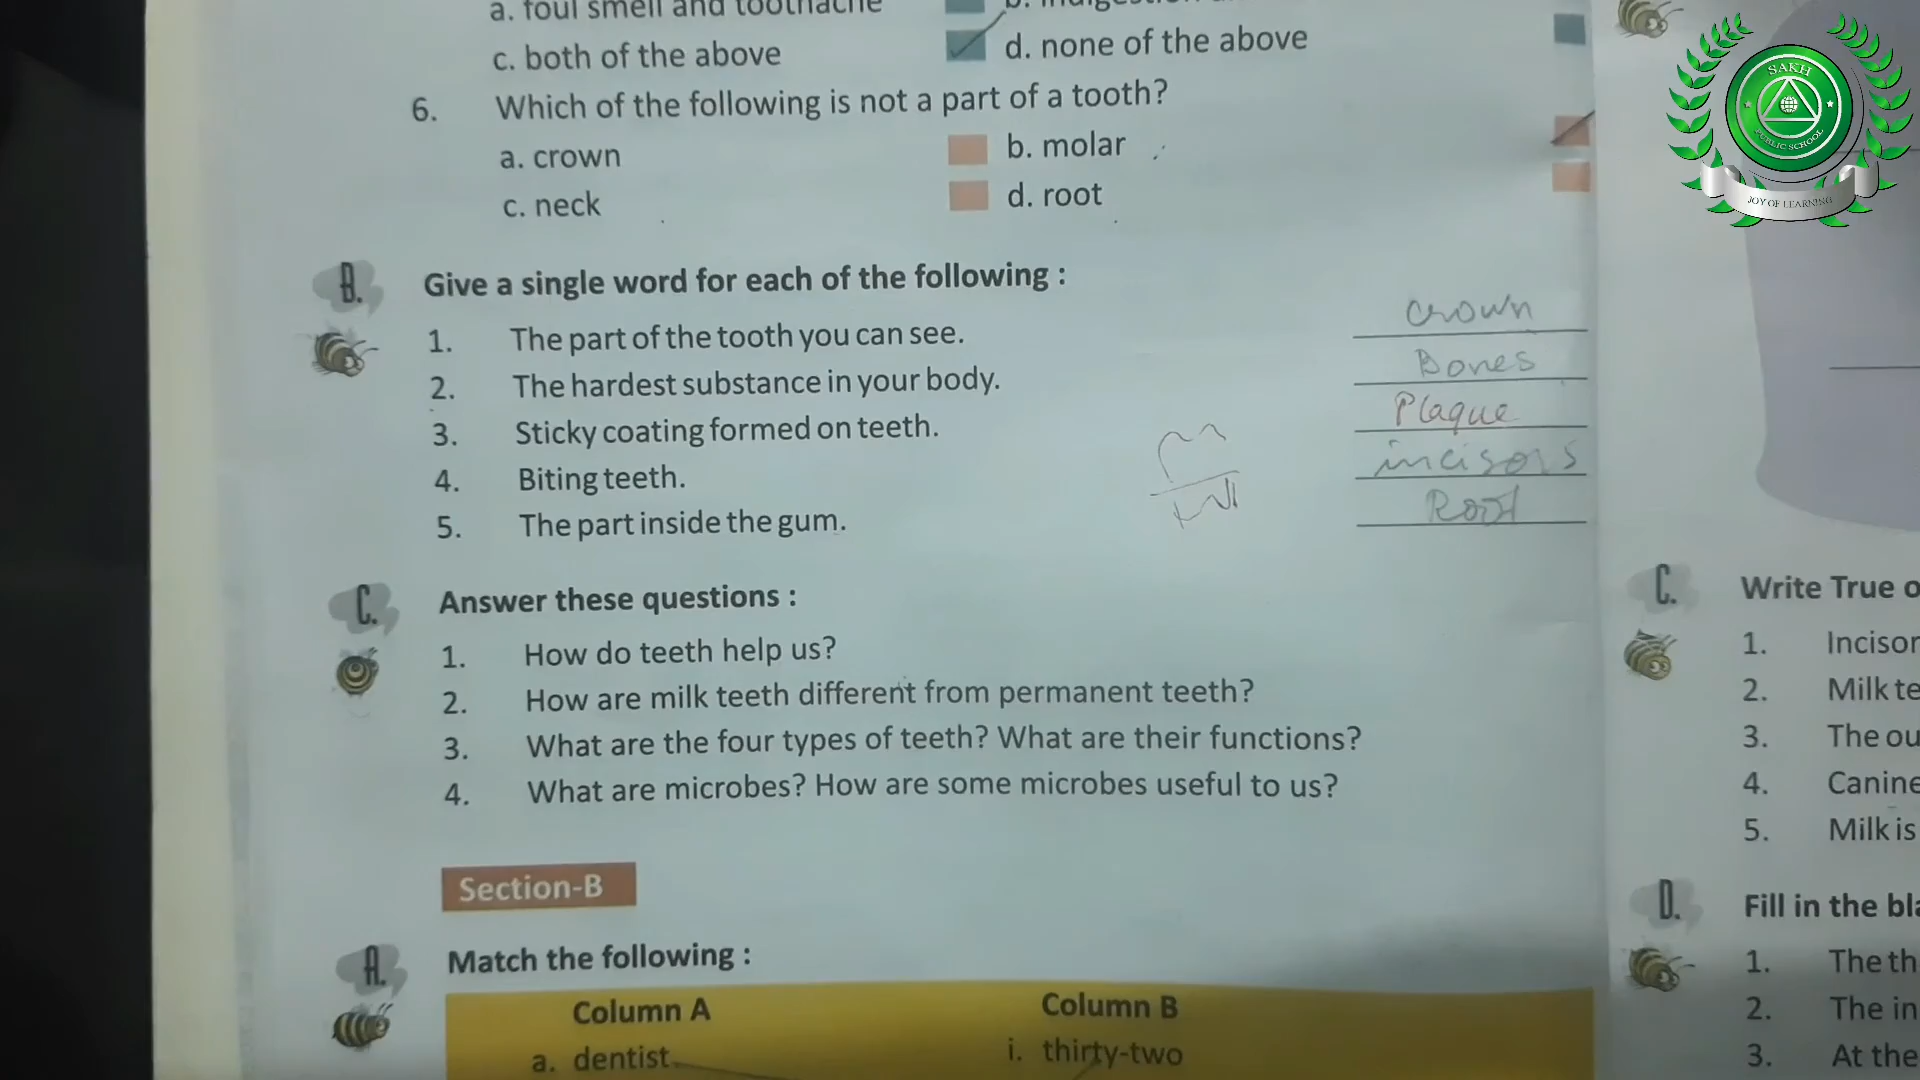 a. foul smell and toothache
c. both of the above
d. none of the above
6. Which of the following is not a part of a tooth?
a. crown
b. molar
c. neck
d. root
B. Give a single word for each of the following :
1. The part of the tooth you can see. crown
2. The hardest substance in your body. Bones
3. Sticky coating formed on teeth. Plaque
4. Biting teeth. incisors
5. The part inside the gum. Root
C. Answer these questions :
1. How do teeth help us?
2. How are milk teeth different from permanent teeth?
3. What are the four types of teeth? What are their functions?
4. What are microbes? How are some microbes useful to us?
Section-B
A. Match the following :
Column A Column B
a. dentist i. thirty-two
SAKH
PUBLIC SCHOOL
JOY OF LEARNING
C. Write True o
1. Incisor
2. Milk te
3. The ou
4. Canine
5. Milk is
D. Fill in the bla
1. The th
2. The in
3. At the